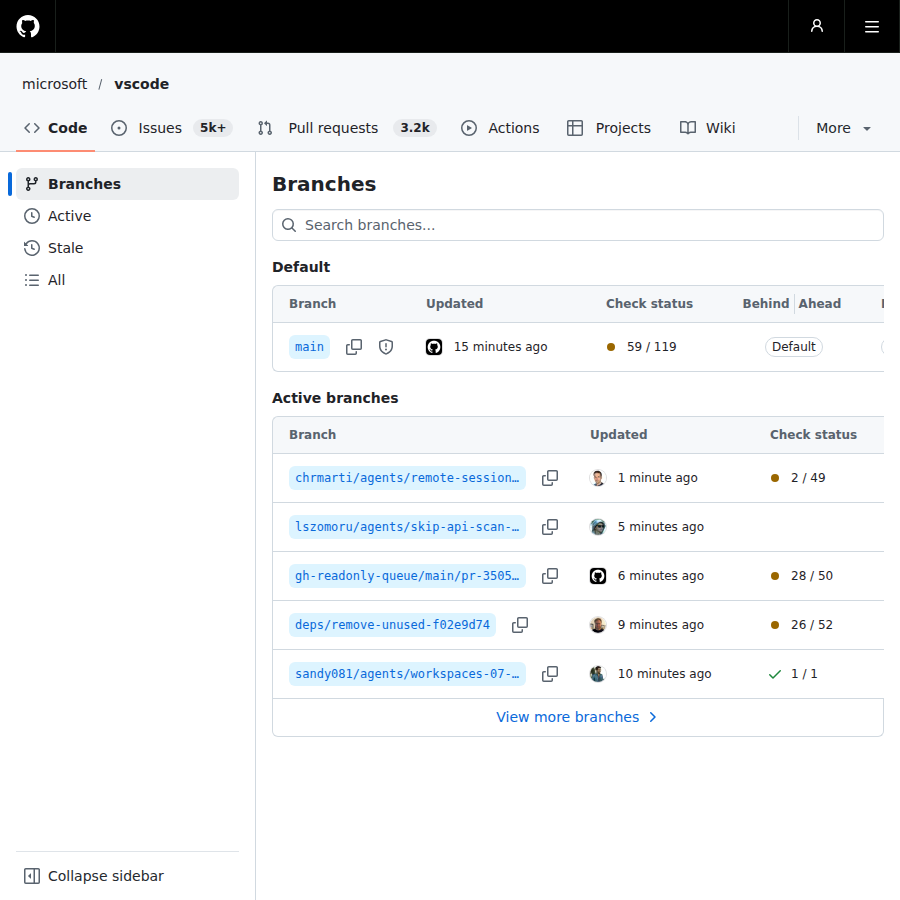 microsoft / vscode
Code Issues 5k+ Pull requests 3.2k Actions Projects Wiki More
Branches
Active
Stale
All
Collapse sidebar
Branches
Search branches...
Default
Branch Updated Check status Behind Ahead
main 15 minutes ago 59 / 119 Default
Active branches
Branch Updated Check status
chrmarti/agents/remote-session… 1 minute ago 2 / 49
lszomoru/agents/skip-api-scan-… 5 minutes ago
gh-readonly-queue/main/pr-3505… 6 minutes ago 28 / 50
deps/remove-unused-f02e9d74 9 minutes ago 26 / 52
sandy081/agents/workspaces-07-… 10 minutes ago 1 / 1
View more branches